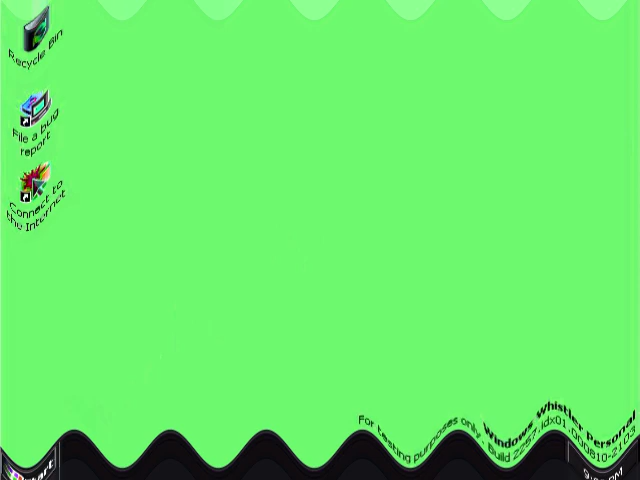 Recycle Bin
File a bug
report
Connect to
the Internet
Windows Whistler Personal
For testing purposes only. Build 2257.idx01.000810-2103